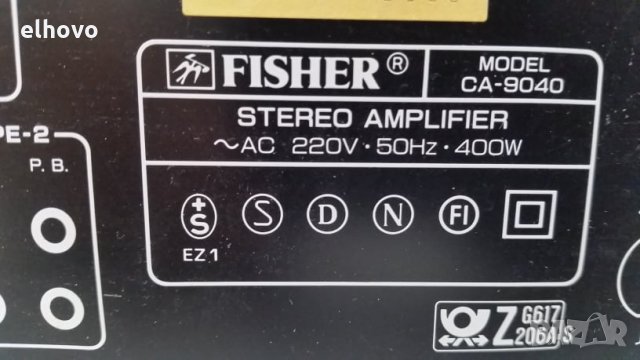 elhovo
FISHER®
MODEL
CA-9040
STEREO AMPLIFIER
~AC 220V · 50Hz · 400W
PE-2
P. B.
+S S D N FI
EZ1
Z G617
206A/S